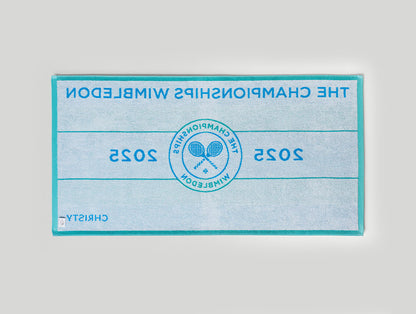 THE CHAMPIONSHIPS WIMBLEDON
2025
THE CHAMPIONSHIPS
WIMBLEDON
2025
CHRISTY